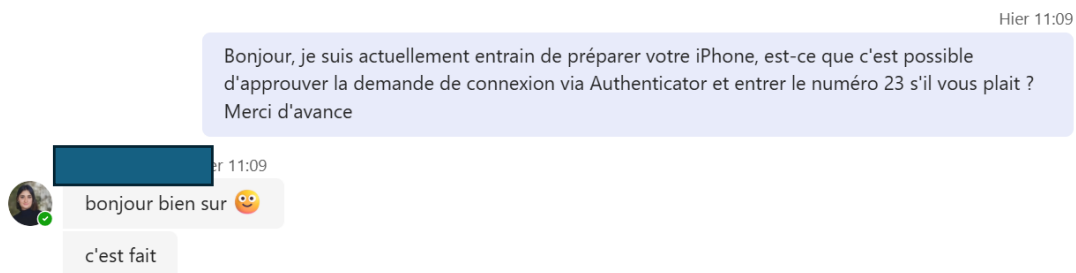 Hier 11:09
Bonjour, je suis actuellement entrain de préparer votre iPhone, est-ce que c'est possible
d'approuver la demande de connexion via Authenticator et entrer le numéro 23 s'il vous plait ?
Merci d'avance
er 11:09
bonjour bien sur
c'est fait